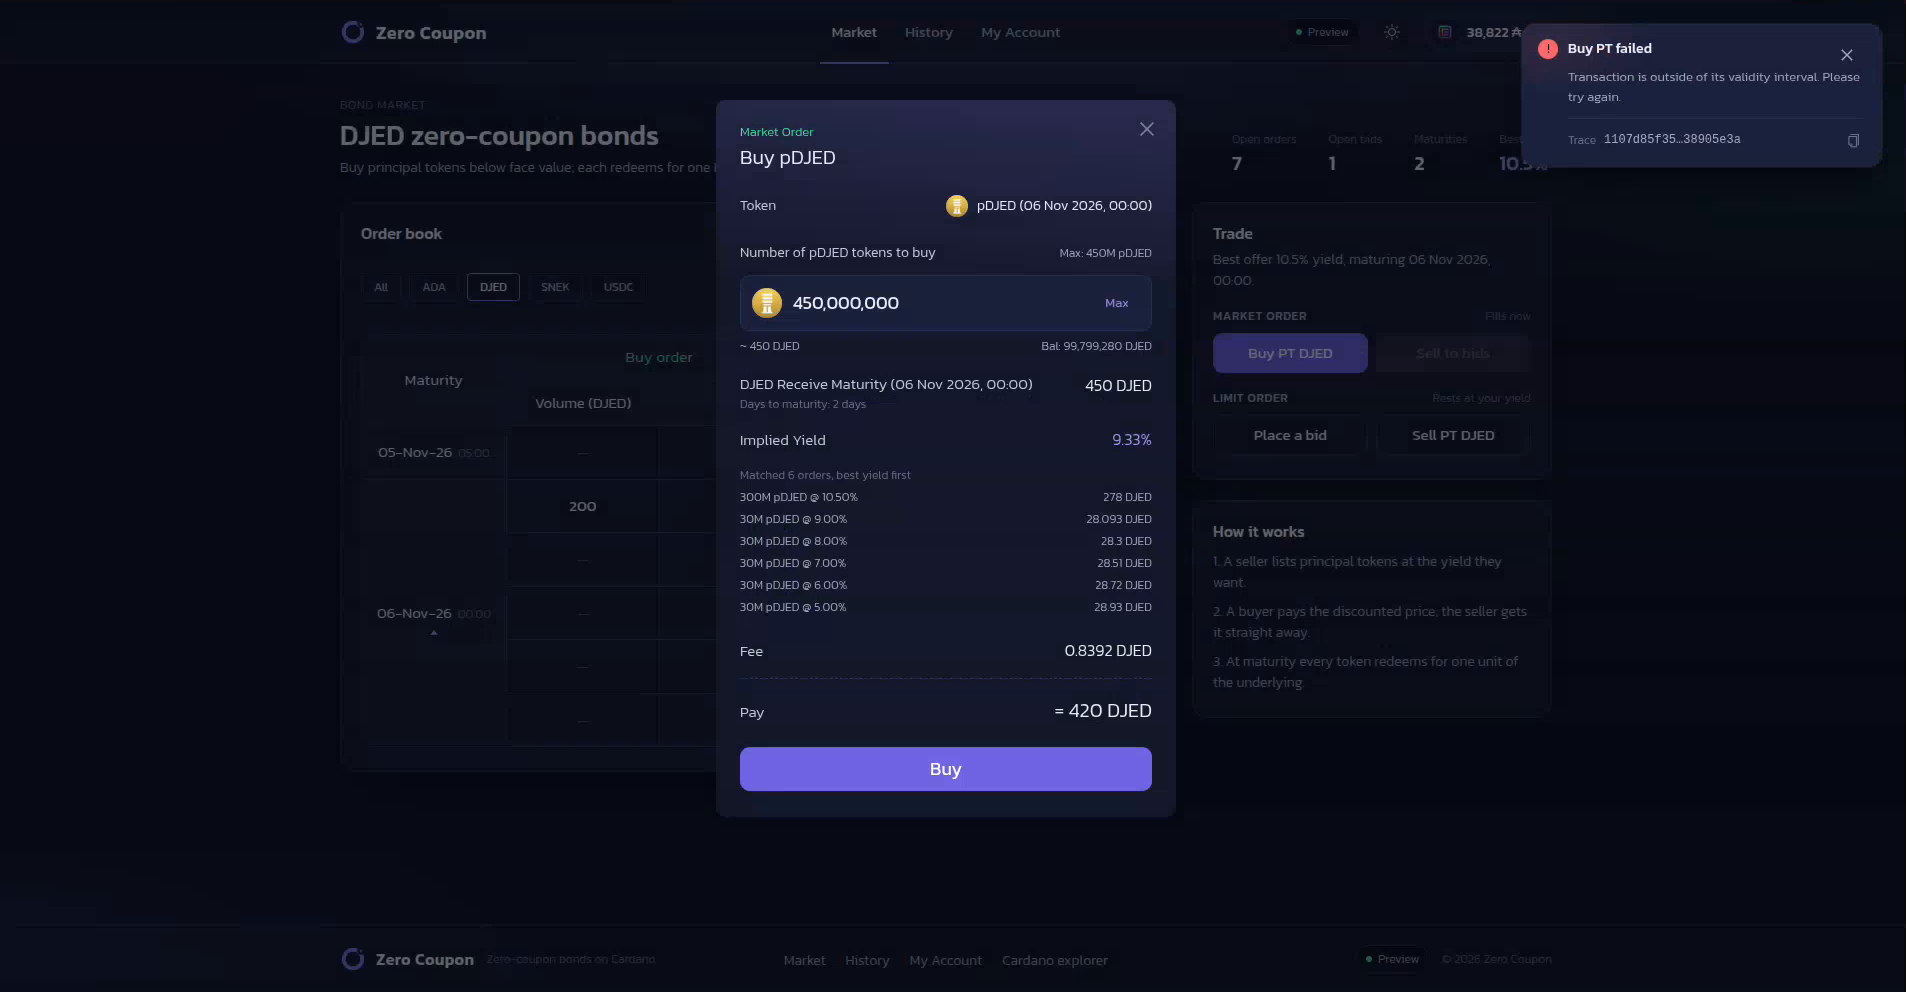 Zero Coupon
Market
History
My Account
Preview
38,822 ₳
Buy PT failed
Transaction is outside of its validity interval. Please
try again.
Trace 1107d85f35…38905e3a
BOND MARKET
DJED zero-coupon bonds
Buy principal tokens below face value; each redeems for one
Open orders
7
Open bids
1
Maturities
2
Best
10.5%
Order book
All
ADA
DJED
SNEK
USDC
Maturity
Buy order
Volume (DJED)
05-Nov-26 05:00
—
200
—
06-Nov-26 00:00
—
—
—
Market Order
Buy pDJED
Token
pDJED (06 Nov 2026, 00:00)
Number of pDJED tokens to buy
Max: 450M pDJED
450,000,000
Max
~ 450 DJED
Bal: 99,799,280 DJED
DJED Receive Maturity (06 Nov 2026, 00:00)
450 DJED
Days to maturity: 2 days
Implied Yield
9.33%
Matched 6 orders, best yield first
300M pDJED @ 10.50%
278 DJED
30M pDJED @ 9.00%
28.093 DJED
30M pDJED @ 8.00%
28.3 DJED
30M pDJED @ 7.00%
28.51 DJED
30M pDJED @ 6.00%
28.72 DJED
30M pDJED @ 5.00%
28.93 DJED
Fee
0.8392 DJED
Pay
= 420 DJED
Buy
Trade
Best offer 10.5% yield, maturing 06 Nov 2026,
00:00.
MARKET ORDER
Fills now
Buy PT DJED
Sell to bids
LIMIT ORDER
Rests at your yield
Place a bid
Sell PT DJED
How it works
1. A seller lists principal tokens at the yield they
want.
2. A buyer pays the discounted price; the seller gets
it straight away.
3. At maturity every token redeems for one unit of
the underlying.
Zero Coupon
Zero-coupon bonds on Cardano
Market
History
My Account
Cardano explorer
Preview
© 2026 Zero Coupon